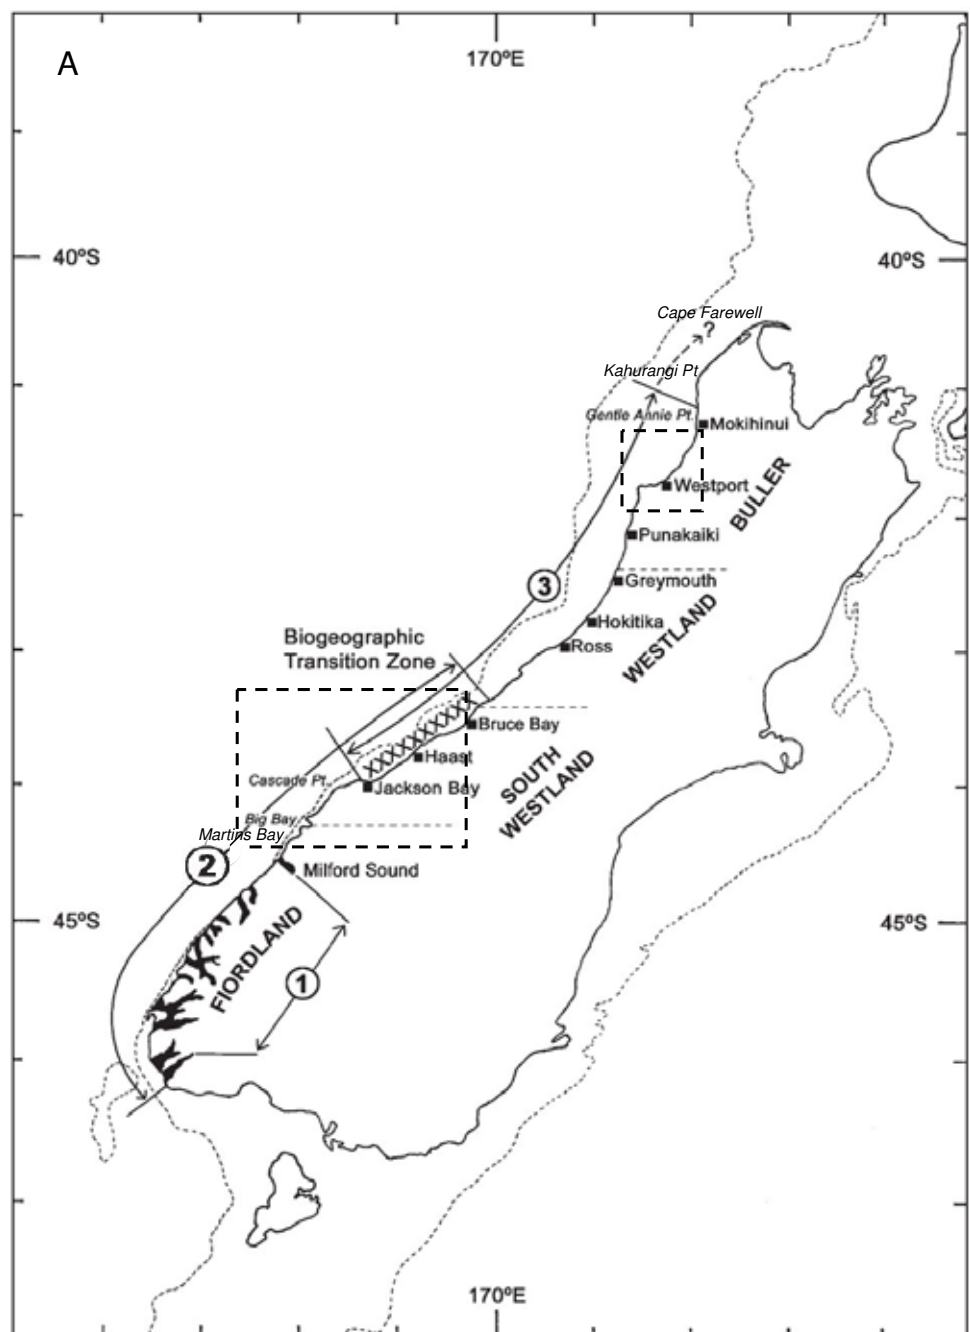 A
170ºE
40ºS
40ºS
Cape Farewell
?
Kahurangi Pt
Gentle Annie Pt.
Mokihinui
Westport
BULLER
Punakaiki
3
Greymouth
Hokitika
WESTLAND
Ross
Biogeographic
Transition Zone
XXXXXXXXXX
Bruce Bay
Haast
SOUTH
WESTLAND
Cascade Pt.
Jackson Bay
Big Bay
Martins Bay
2
Milford Sound
45ºS
45ºS
FIORDLAND
1
170ºE